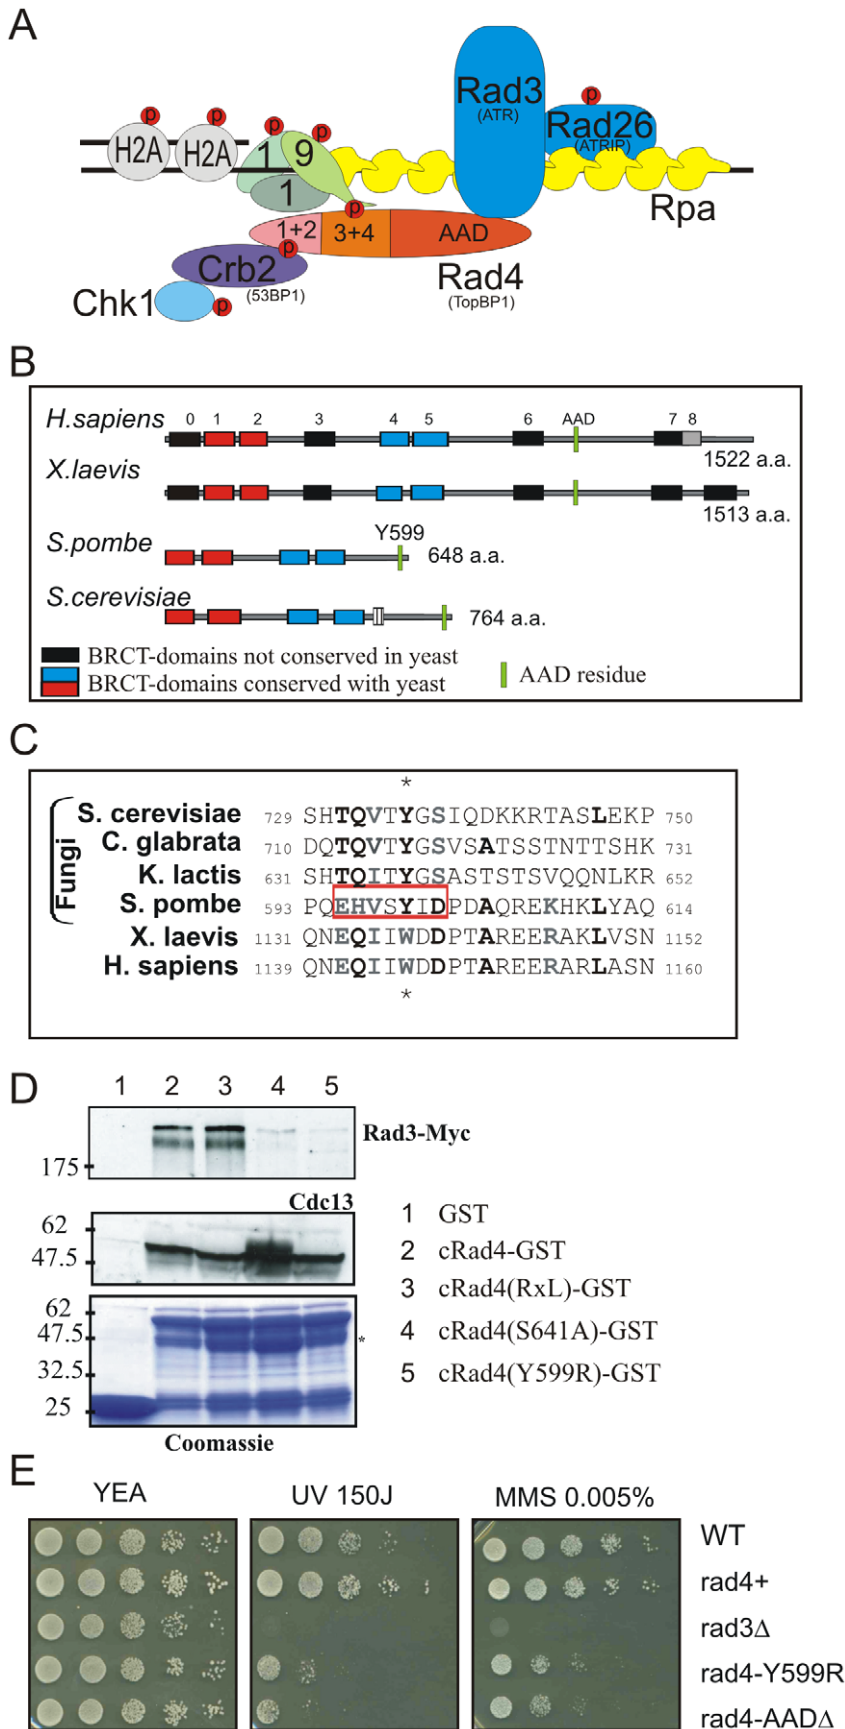 A
Rad3
(ATR)
p
Rad26
(ATRIP)
p p p p
H2A H2A 1 9
1
Rpa
p
1+2 3+4 AAD
p
Crb2
(53BP1)
Rad4
(TopBP1)
Chk1 p
B
H.sapiens
0 1 2 3 4 5 6 AAD 7 8
1522 a.a.
X.laevis
1513 a.a.
Y599
S.pombe
648 a.a.
S.cerevisiae
764 a.a.
BRCT-domains not conserved in yeast
BRCT-domains conserved with yeast
AAD residue
C
*
Fungi
S. cerevisiae 729 SHTQVTYGSIQDKKRTASLEKP 750
C. glabrata 710 DQTQVTYGSVSATSSTNTTSHK 731
K. lactis 631 SHTQITYGSASTSTSVQQNLKR 652
S. pombe 593 PQEHVSYIDPDAQREKHKLYAQ 614
X. laevis 1131 QNEQIIWDDPTAREERAKLVSN 1152
H. sapiens 1139 QNEQIIWDDPTAREERARLASN 1160
*
D
1 2 3 4 5
Rad3-Myc
175
Cdc13
62
47.5
62
47.5
*
32.5
25
Coomassie
1 GST
2 cRad4-GST
3 cRad4(RxL)-GST
4 cRad4(S641A)-GST
5 cRad4(Y599R)-GST
E
YEA UV 150J MMS 0.005%
WT
rad4+
rad3Δ
rad4-Y599R
rad4-AADΔ